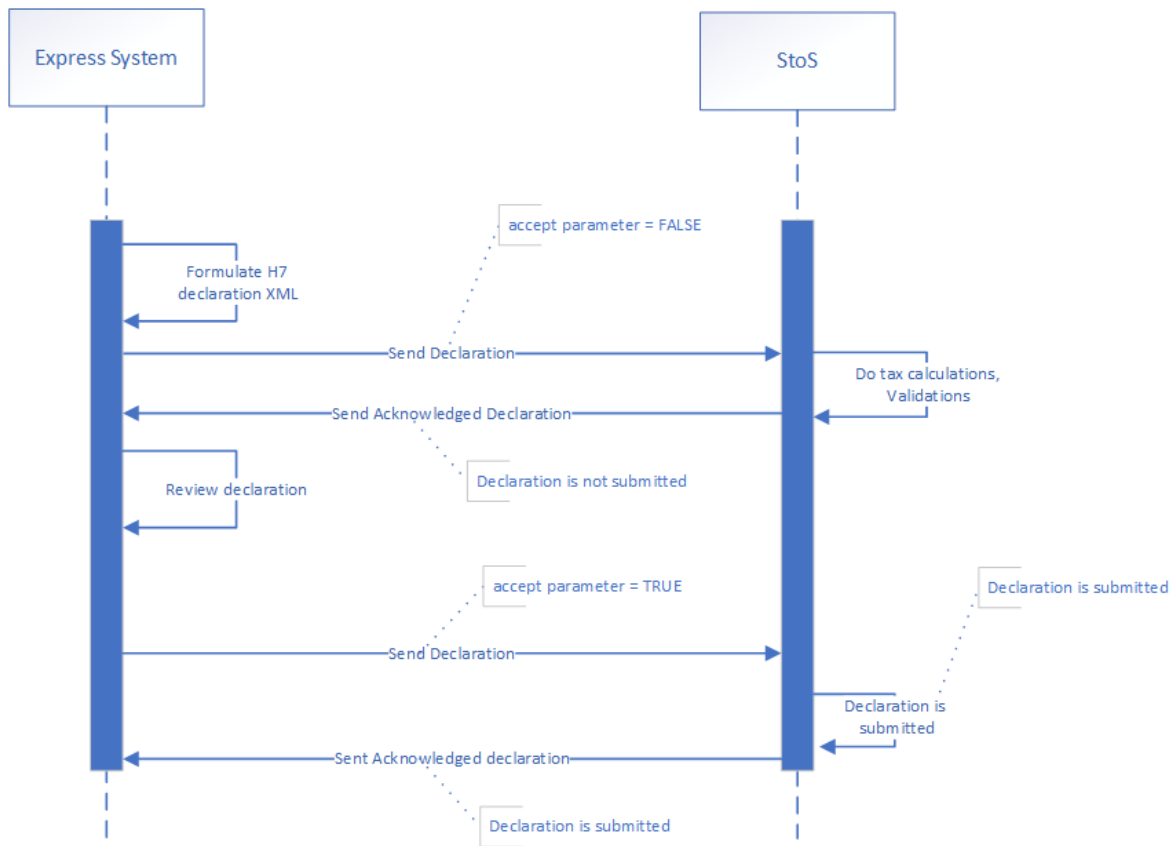 Express System
StoS
accept parameter = FALSE
Formulate H7
declaration XML
Send Declaration
Do tax calculations,
Validations
Send Acknowledged Declaration
Declaration is not submitted
Review declaration
accept parameter = TRUE
Declaration is submitted
Send Declaration
Declaration is
submitted
Sent Acknowledged declaration
Declaration is submitted